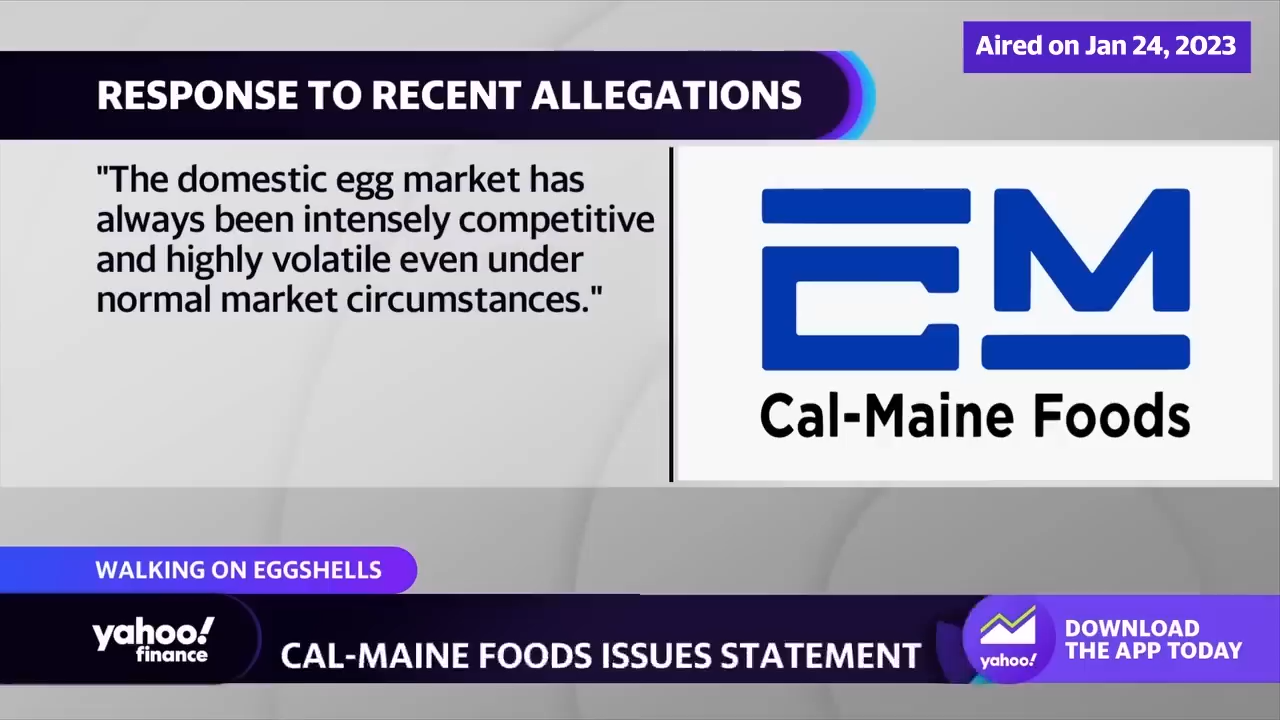 Aired on Jan 24, 2023
RESPONSE TO RECENT ALLEGATIONS
"The domestic egg market has
always been intensely competitive
and highly volatile even under
normal market circumstances."
CM
Cal-Maine Foods
WALKING ON EGGSHELLS
yahoo!
finance
CAL-MAINE FOODS ISSUES STATEMENT
yahoo!
DOWNLOAD
THE APP TODAY